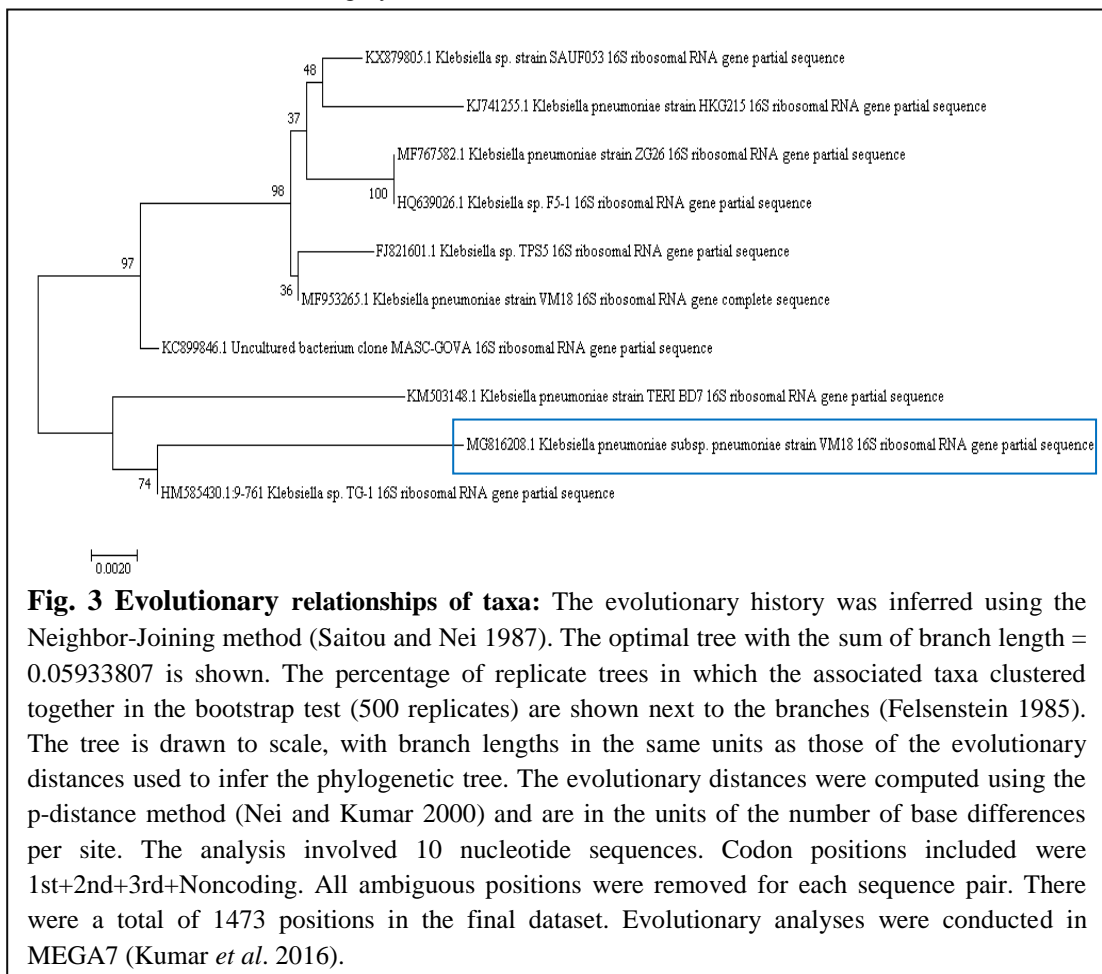 KX879805.1 Klebsiella sp. strain SAUF053 16S ribosomal RNA gene partial sequence
48
KJ741255.1 Klebsiella pneumoniae strain HKG215 16S ribosomal RNA gene partial sequence
37
MF767582.1 Klebsiella pneumoniae strain ZG26 16S ribosomal RNA gene partial sequence
100
HQ639026.1 Klebsiella sp. F5-1 16S ribosomal RNA gene partial sequence
98
FJ821601.1 Klebsiella sp. TPS5 16S ribosomal RNA gene partial sequence
36
MF953265.1 Klebsiella pneumoniae strain VM18 16S ribosomal RNA gene complete sequence
97
KC899846.1 Uncultured bacterium clone MASC-GOVA 16S ribosomal RNA gene partial sequence
KM503148.1 Klebsiella pneumoniae strain TERI BD7 16S ribosomal RNA gene partial sequence
MG816208.1 Klebsiella pneumoniae subsp. pneumoniae strain VM18 16S ribosomal RNA gene partial sequence
74
HM585430.1:9-761 Klebsiella sp. TG-1 16S ribosomal RNA gene partial sequence
0.0020
Fig. 3 Evolutionary relationships of taxa: The evolutionary history was inferred using the
Neighbor-Joining method (Saitou and Nei 1987). The optimal tree with the sum of branch length =
0.05933807 is shown. The percentage of replicate trees in which the associated taxa clustered
together in the bootstrap test (500 replicates) are shown next to the branches (Felsenstein 1985).
The tree is drawn to scale, with branch lengths in the same units as those of the evolutionary
distances used to infer the phylogenetic tree. The evolutionary distances were computed using the
p-distance method (Nei and Kumar 2000) and are in the units of the number of base differences
per site. The analysis involved 10 nucleotide sequences. Codon positions included were
1st+2nd+3rd+Noncoding. All ambiguous positions were removed for each sequence pair. There
were a total of 1473 positions in the final dataset. Evolutionary analyses were conducted in
MEGA7 (Kumar et al. 2016).